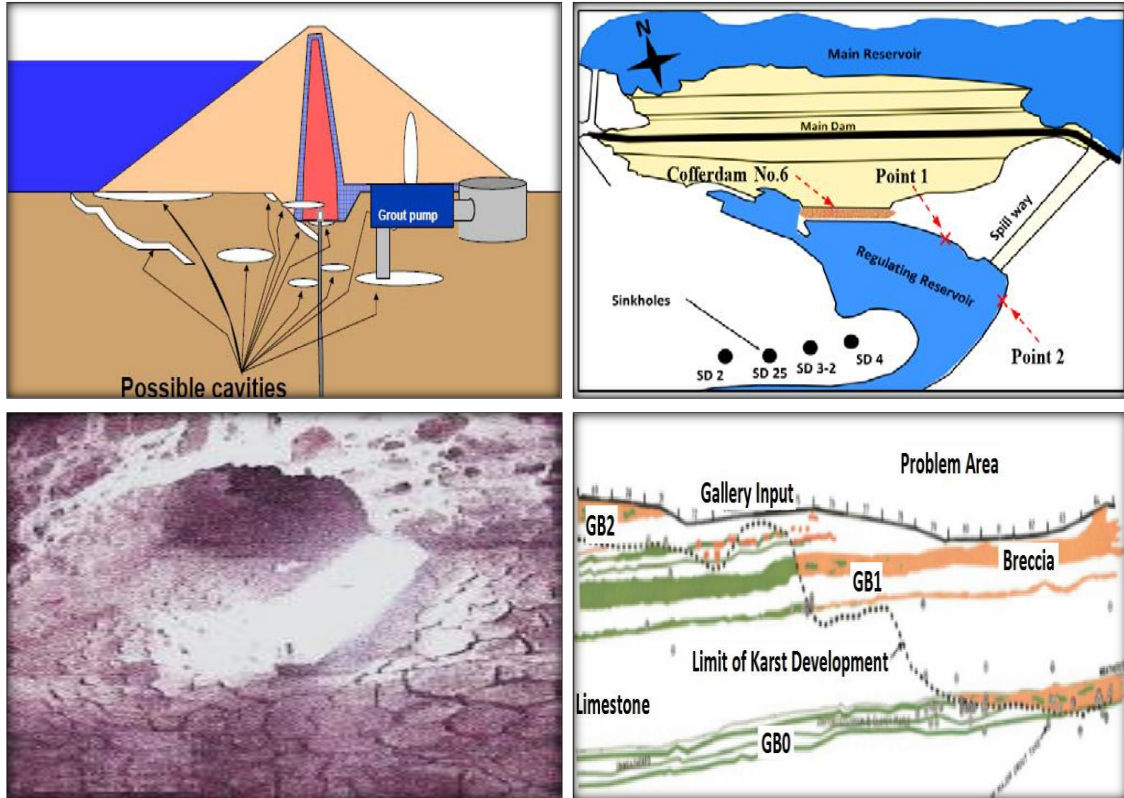 Grout pump
Possible cavities
N
Main Reservoir
Main Dam
Cofferdam No.6
Point 1
Spill way
Regulating Reservoir
Sinkholes
Point 2
SD 2
SD 25
SD 3-2
SD 4
Problem Area
Gallery Input
GB2
Breccia
GB1
Limit of Karst Development
Limestone
GB0